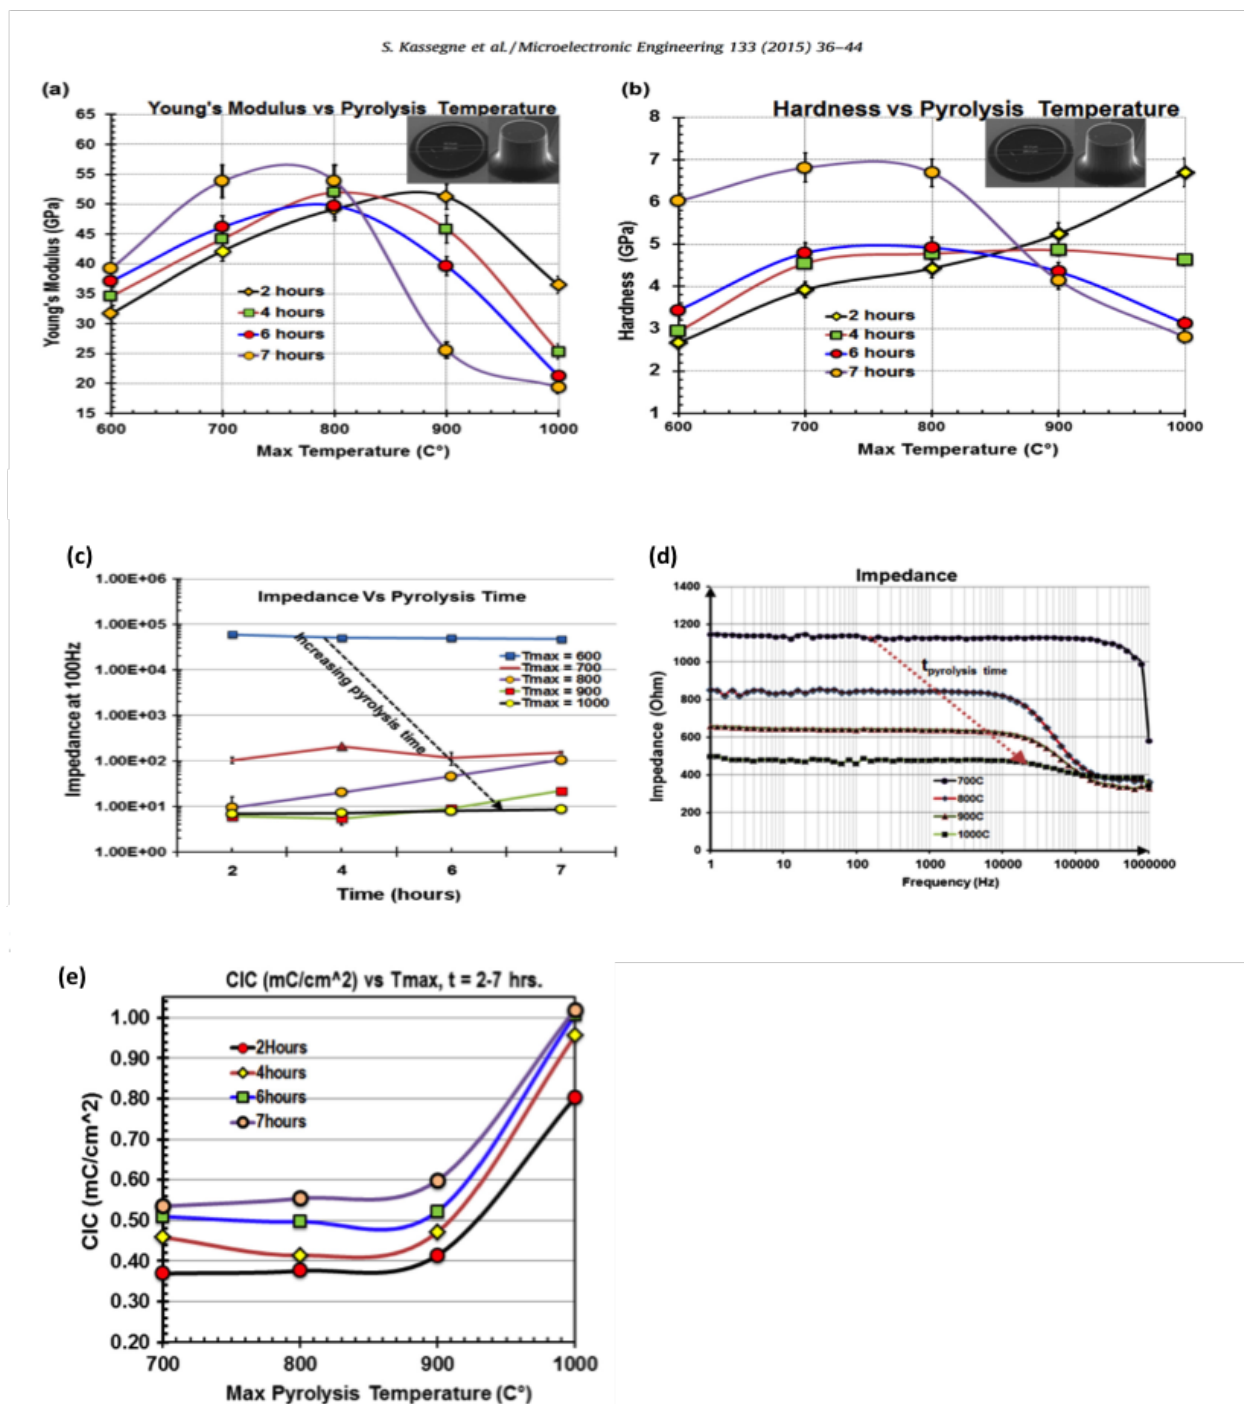 S. Kassegne et al./Microelectronic Engineering 133 (2015) 36–44
(a)
Young's Modulus vs Pyrolysis Temperature
65
60
55
50
45
40
35
30
25
20
15
Young's Modulus (GPa)
2 hours
4 hours
6 hours
7 hours
600 700 800 900 1000
Max Temperature (C°)
(b)
Hardness vs Pyrolysis Temperature
8
7
6
5
4
3
2
1
Hardness (GPa)
2 hours
4 hours
6 hours
7 hours
600 700 800 900 1000
Max Temperature (C°)
(c)
Impedance Vs Pyrolysis Time
1.00E+06
1.00E+05
1.00E+04
1.00E+03
1.00E+02
1.00E+01
1.00E+00
Impedance at 100Hz
Increasing pyrolysis time
Tmax = 600
Tmax = 700
Tmax = 800
Tmax = 900
Tmax = 1000
2 4 6 7
Time (hours)
(d)
Impedance
1400
1200
1000
800
600
400
200
0
Impedance (Ohm)
tpyrolysis time
700C
800C
900C
1000C
1 10 100 1000 10000 100000 1000000
Frequency (Hz)
(e)
CIC (mC/cm^2) vs Tmax, t = 2-7 hrs.
1.00
0.90
0.80
0.70
0.60
0.50
0.40
0.30
0.20
CIC (mC/cm^2)
2Hours
4hours
6hours
7hours
700 800 900 1000
Max Pyrolysis Temperature (C°)